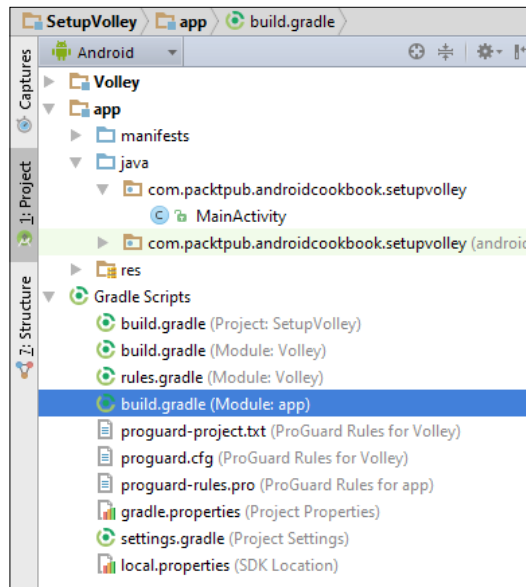 SetupVolley app build.gradle
Android
Captures
1: Project
7: Structure
Volley
app
manifests
java
com.packtpub.androidcookbook.setupvolley
C MainActivity
com.packtpub.androidcookbook.setupvolley (android
res
Gradle Scripts
build.gradle (Project: SetupVolley)
build.gradle (Module: Volley)
rules.gradle (Module: Volley)
build.gradle (Module: app)
proguard-project.txt (ProGuard Rules for Volley)
proguard.cfg (ProGuard Rules for Volley)
proguard-rules.pro (ProGuard Rules for app)
gradle.properties (Project Properties)
settings.gradle (Project Settings)
local.properties (SDK Location)